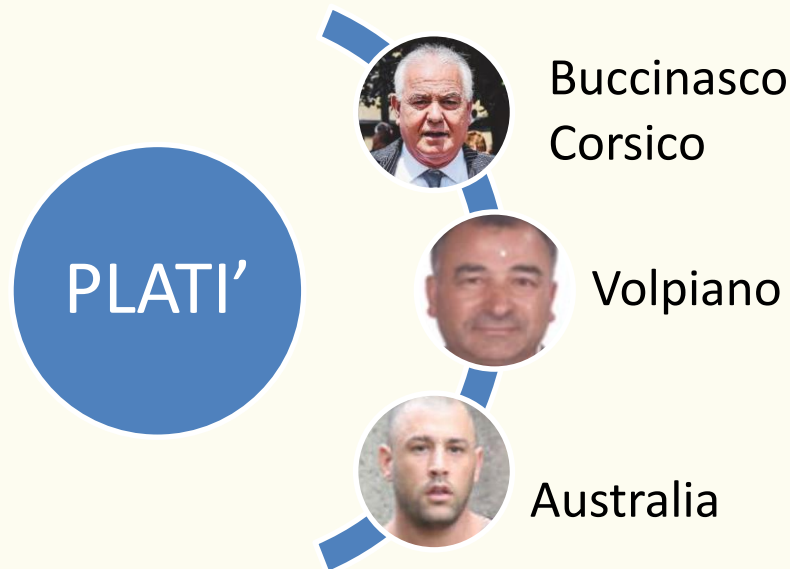 PLATI’
Buccinasco
Corsico
Volpiano
Australia